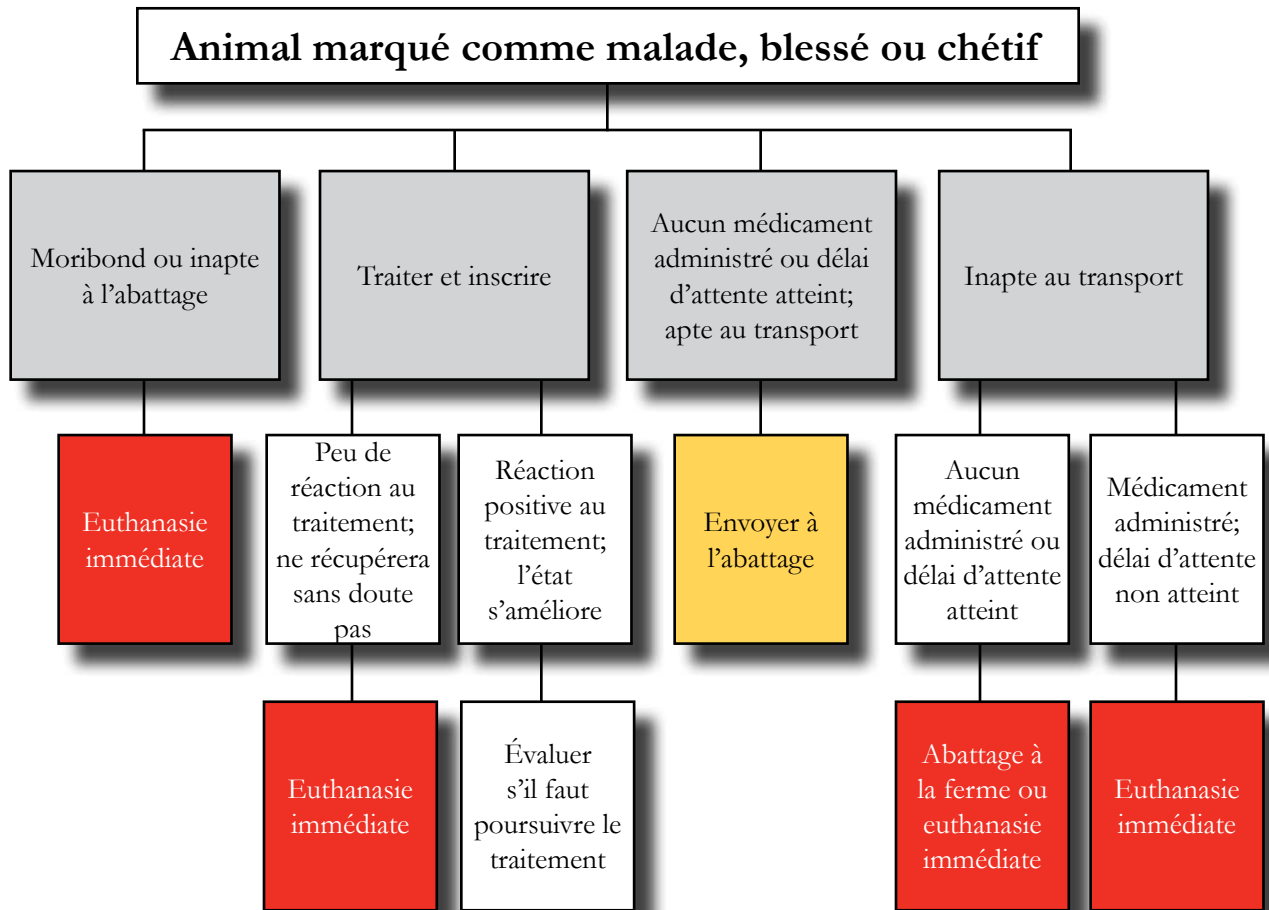 Animal marqué comme malade, blessé ou chétif
Moribond ou inapte
à l’abattage
Traiter et inscrire
Aucun médicament
administré ou délai
d’attente atteint;
apte au transport
Inapte au transport
Euthanasie
immédiate
Peu de
réaction au
traitement;
ne récupérera
sans doute
pas
Réaction
positive au
traitement;
l’état
s’améliore
Envoyer à
l’abattage
Aucun
médicament
administré ou
délai d’attente
atteint
Médicament
administré;
délai d’attente
non atteint
Euthanasie
immédiate
Évaluer
s’il faut
poursuivre le
traitement
Abattage à
la ferme ou
euthanasie
immédiate
Euthanasie
immédiate